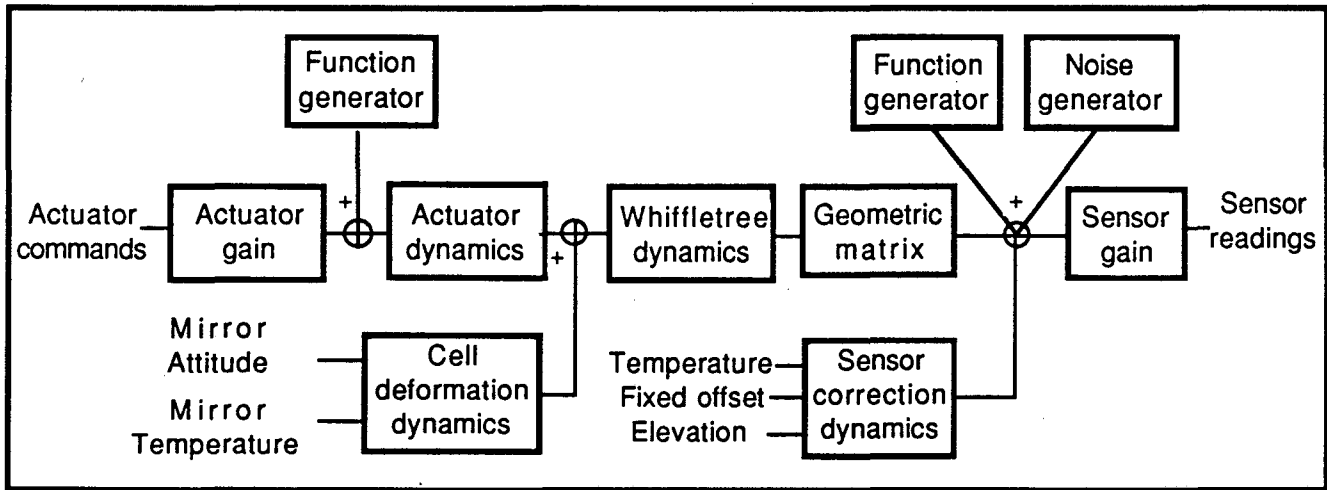 Function
generator
Function
generator
Noise
generator
Actuator
commands
Actuator
gain
+
Actuator
dynamics
+
Whiffletree
dynamics
Geometric
matrix
+
Sensor
gain
Sensor
readings
Mirror
Attitude
Mirror
Temperature
Cell
deformation
dynamics
Temperature
Fixed offset
Elevation
Sensor
correction
dynamics